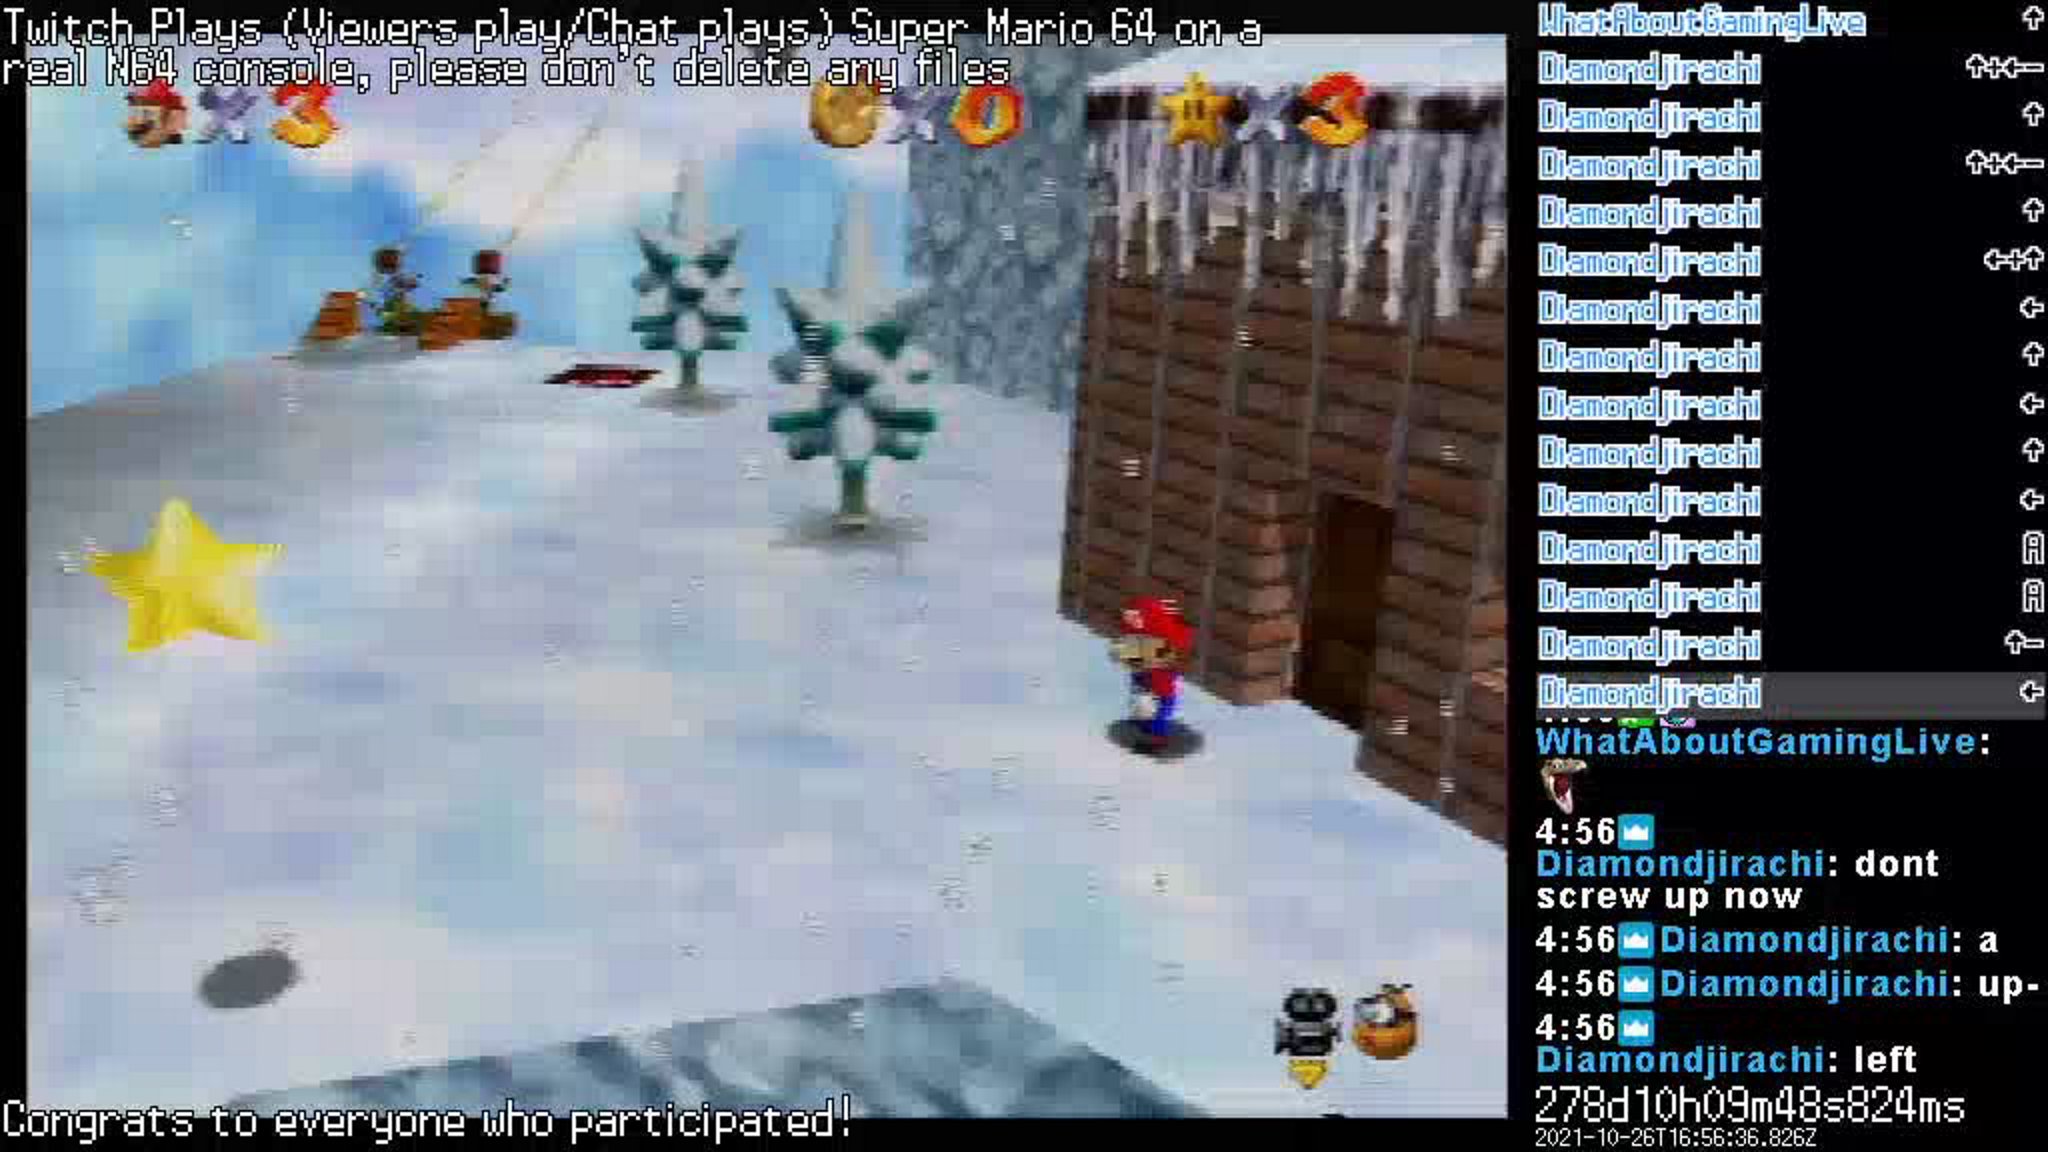 Twitch Plays (Viewers play/Chat plays) Super Mario 64 on a
real N64 console, please don't delete any files
3
0
3
WhatAboutGamingLive ↑
Diamondjirachi ↑+←-
Diamondjirachi ↑
Diamondjirachi ↑+←-
Diamondjirachi ↑
Diamondjirachi ←+↑
Diamondjirachi ←
Diamondjirachi ↑
Diamondjirachi ←
Diamondjirachi ↑
Diamondjirachi ←
Diamondjirachi A
Diamondjirachi A
Diamondjirachi ↑-
Diamondjirachi ←
WhatAboutGamingLive:
4:56
Diamondjirachi: dont
screw up now
4:56 Diamondjirachi: a
4:56 Diamondjirachi: up-
4:56
Diamondjirachi: left
278d10h09m48s824ms
2021-10-26T16:56:36.826Z
Congrats to everyone who participated!